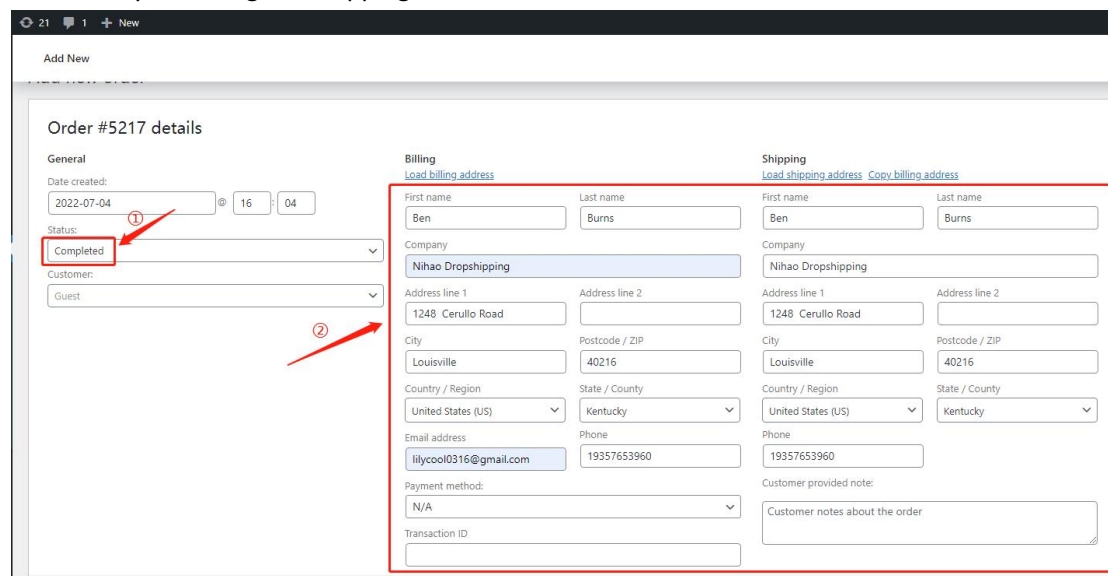 21 1 + New
Add New
Order #5217 details
General
Date created:
2022-07-04 @ 16 : 04
①
Status:
Completed
Customer:
Guest
②
Billing
Load billing address
First name Last name
Ben Burns
Company
Nihao Dropshipping
Address line 1 Address line 2
1248 Cerullo Road
City Postcode / ZIP
Louisville 40216
Country / Region State / County
United States (US) Kentucky
Email address Phone
lilycool0316@gmail.com 19357653960
Payment method:
N/A
Transaction ID
Shipping
Load shipping address Copy billing address
First name Last name
Ben Burns
Company
Nihao Dropshipping
Address line 1 Address line 2
1248 Cerullo Road
City Postcode / ZIP
Louisville 40216
Country / Region State / County
United States (US) Kentucky
Phone
19357653960
Customer provided note:
Customer notes about the order